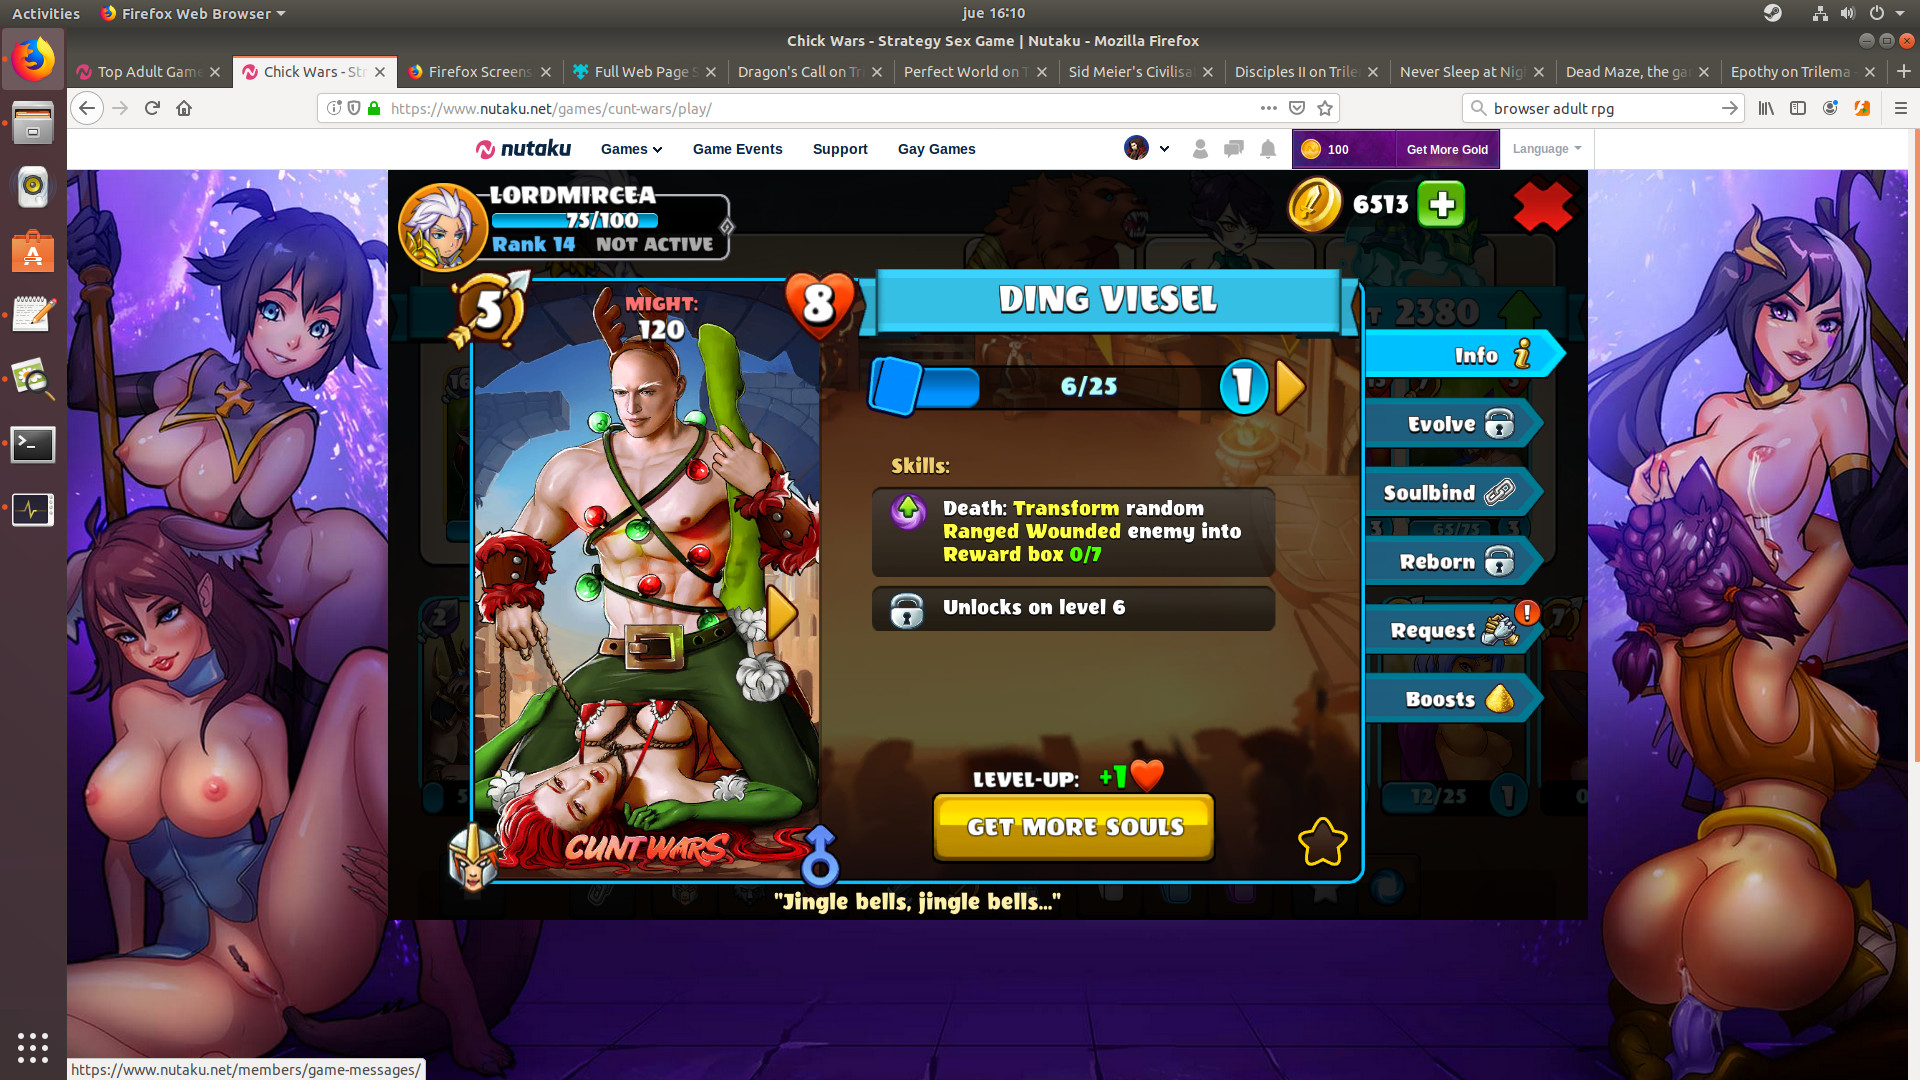 Activities
Firefox Web Browser
jue 16:10
Chick Wars - Strategy Sex Game | Nutaku - Mozilla Firefox
Top Adult Game
Chick Wars - Str
Firefox Screens
Full Web Page S
Dragon's Call on Tri
Perfect World on T
Sid Meier's Civilisa
Disciples II on Trile
Never Sleep at Nig
Dead Maze, the ga
Epothy on Trilema -
https://www.nutaku.net/games/cunt-wars/play/
browser adult rpg
nutaku
Games
Game Events
Support
Gay Games
100
Get More Gold
Language
LORDMIRCEA
75/100
Rank 14 NOT ACTIVE
6513
5
MIGHT:
120
8
DING VIESEL
2380
Info
6/25
1
Evolve
Skills:
Soulbind
Death: Transform random
Ranged Wounded enemy into
Reward box 0/7
65/75
3
Reborn
Unlocks on level 6
2
Request
!
7
Boosts
LEVEL-UP: +1
12/25
1
GET MORE SOULS
CUNT WARS
"Jingle bells, jingle bells..."
https://www.nutaku.net/members/game-messages/